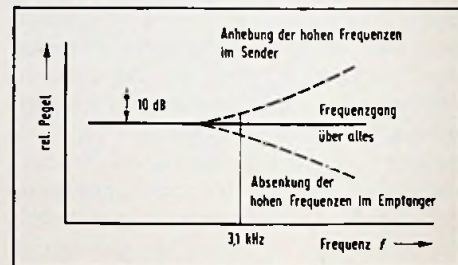 Anhebung der hohen Frequenzen
im Sender
rel. Pegel
10 dB
Frequenzgang
über alles
Absenkung der
hohen Frequenzen im Empfänger
3,1 kHz
Frequenz f